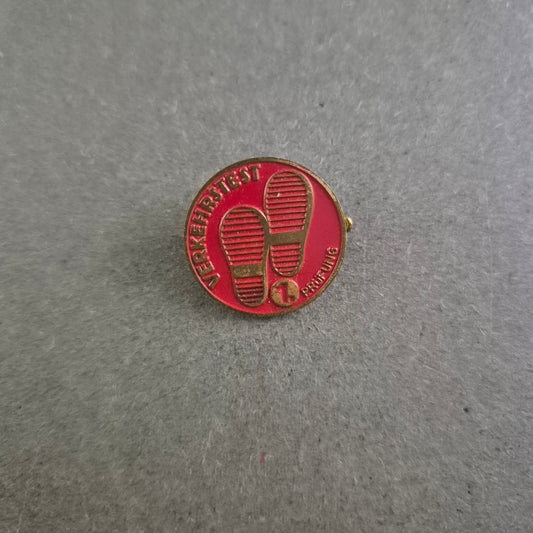 VERKEHRSTEST
1.
PRÜFUNG